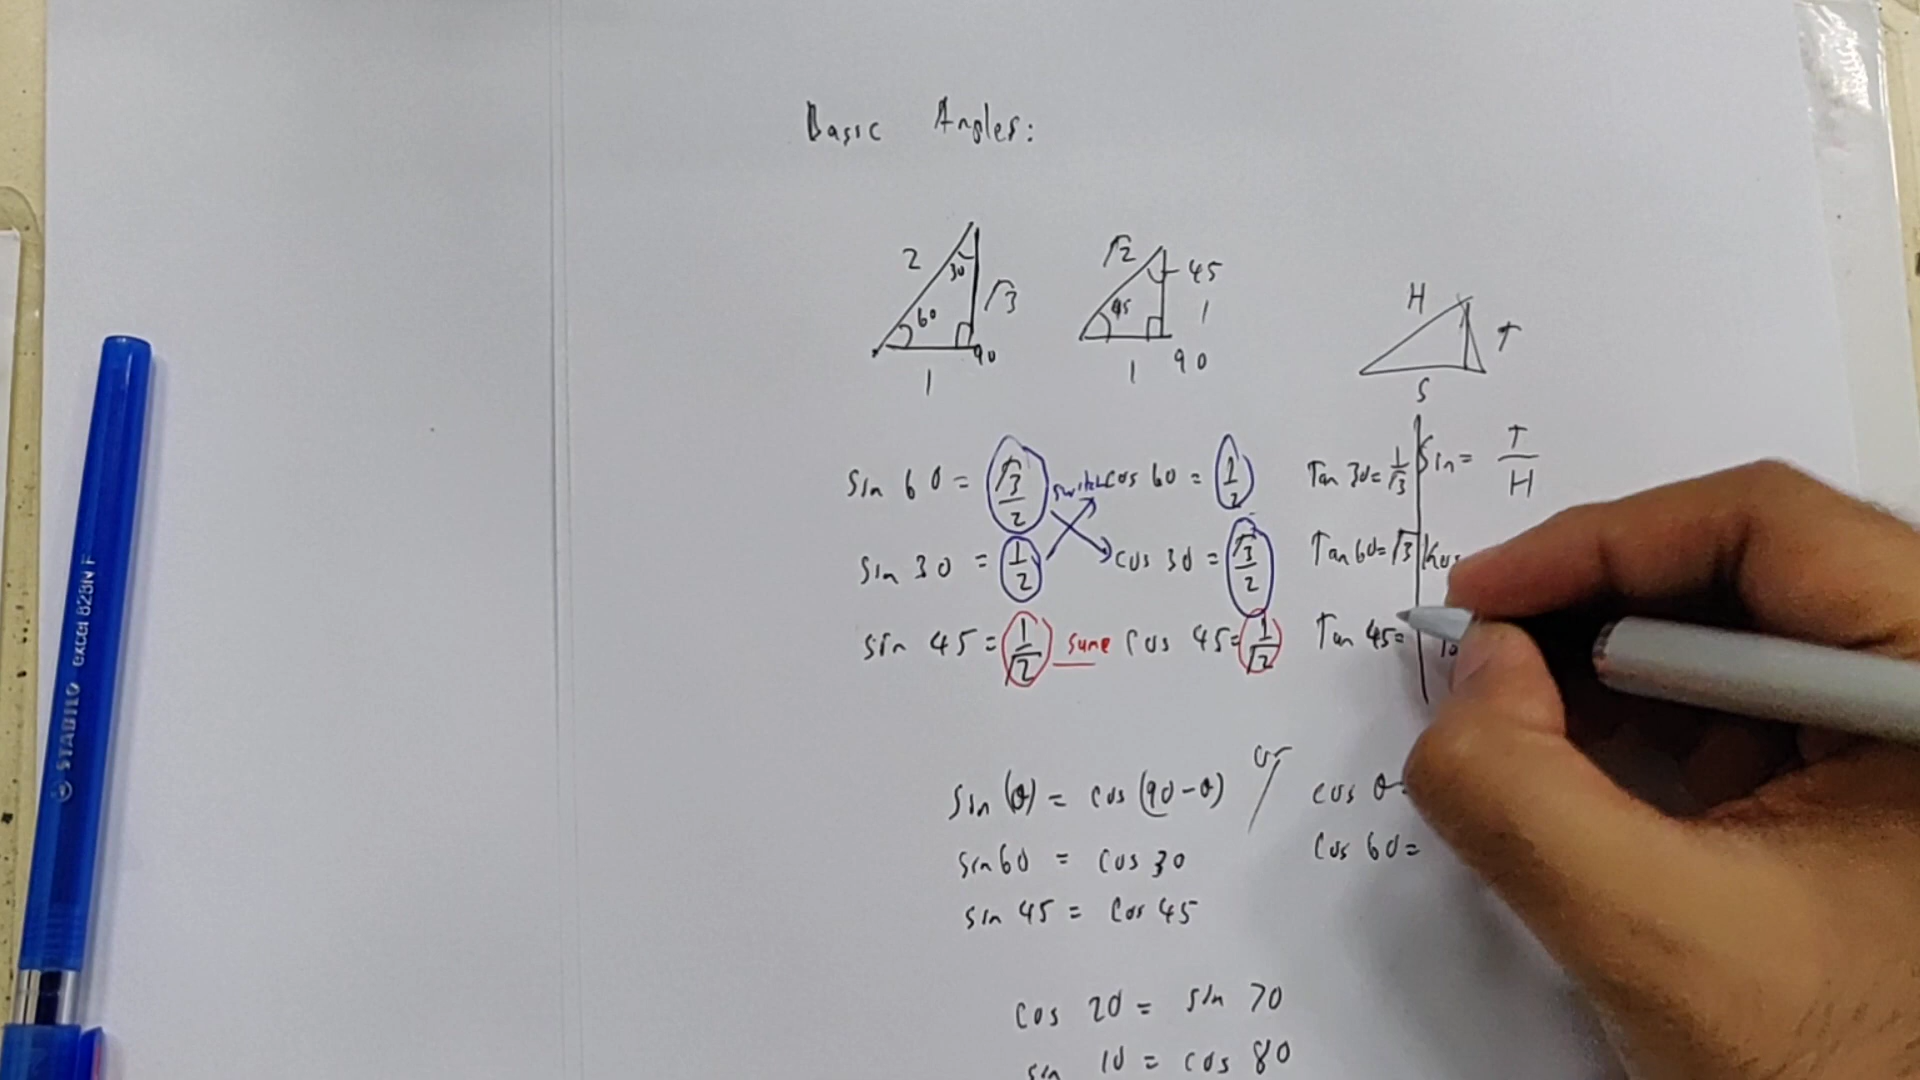 Basic Angles:
2 30 √3 60 90 1
√2 45 45 1 1 90
H T S
sin 60 = √3/2 switch cos 60 = 1/2 Tan 30 = 1/√3 Sin = T/H
sin 30 = 1/2 cos 30 = √3/2 Tan 60 = √3 kos
sin 45 = 1/√2 same cos 45 = 1/√2 Tan 45 =
sin (θ) = cos (90 - θ) or cos θ
sin 60 = cos 30 cos 60 =
sin 45 = cos 45
cos 20 = sin 70
sin 10 = cos 80
STABILO excel 828N F